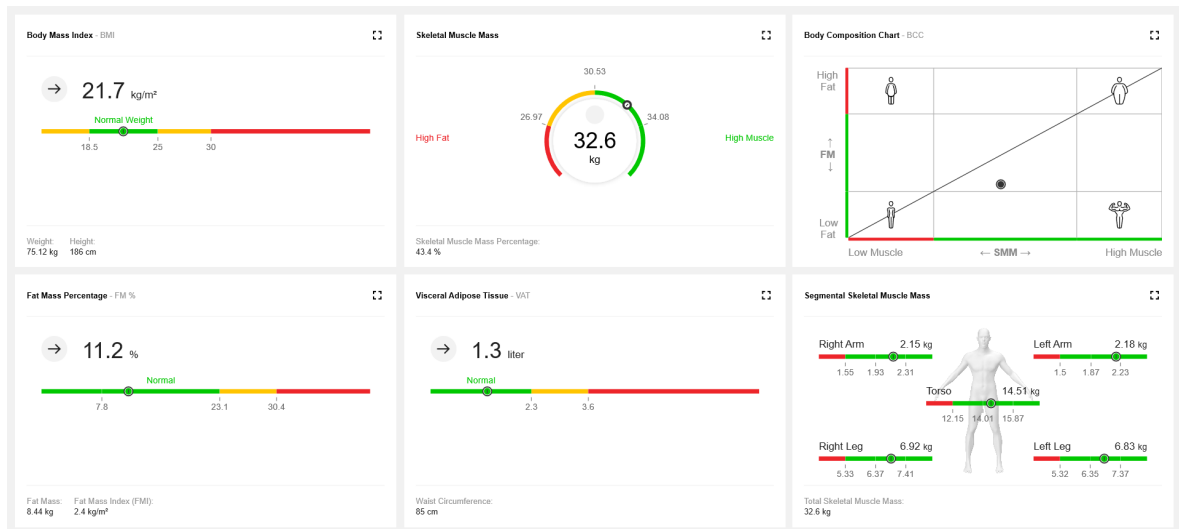 Body Mass Index - BMI
21.7 kg/m²
Normal Weight
18.5 25 30
Weight: Height:
75.12 kg 186 cm
Skeletal Muscle Mass
30.53
26.97 34.08
High Fat 32.6 High Muscle
kg
Skeletal Muscle Mass Percentage:
43.4 %
Body Composition Chart - BCC
High
Fat
↑
FM
↓
Low
Fat
Low Muscle ← SMM → High Muscle
Fat Mass Percentage - FM %
11.2 %
Normal
7.8 23.1 30.4
Fat Mass: Fat Mass Index (FMI):
8.44 kg 2.4 kg/m²
Visceral Adipose Tissue - VAT
1.3 liter
Normal
2.3 3.6
Waist Circumference:
85 cm
Segmental Skeletal Muscle Mass
Right Arm 2.15 kg Left Arm 2.18 kg
1.55 1.93 2.31 1.5 1.87 2.23
Torso 14.51 kg
12.15 14.01 15.87
Right Leg 6.92 kg Left Leg 6.83 kg
5.33 6.37 7.41 5.32 6.35 7.37
Total Skeletal Muscle Mass:
32.6 kg